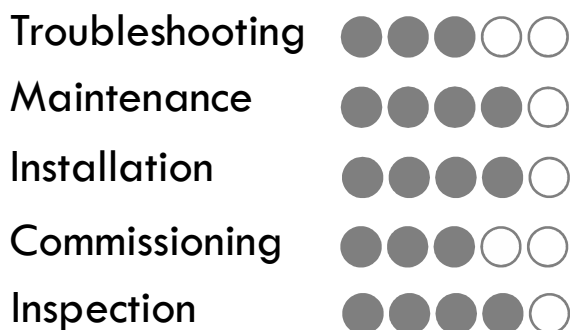 Troubleshooting
Maintenance
Installation
Commissioning
Inspection